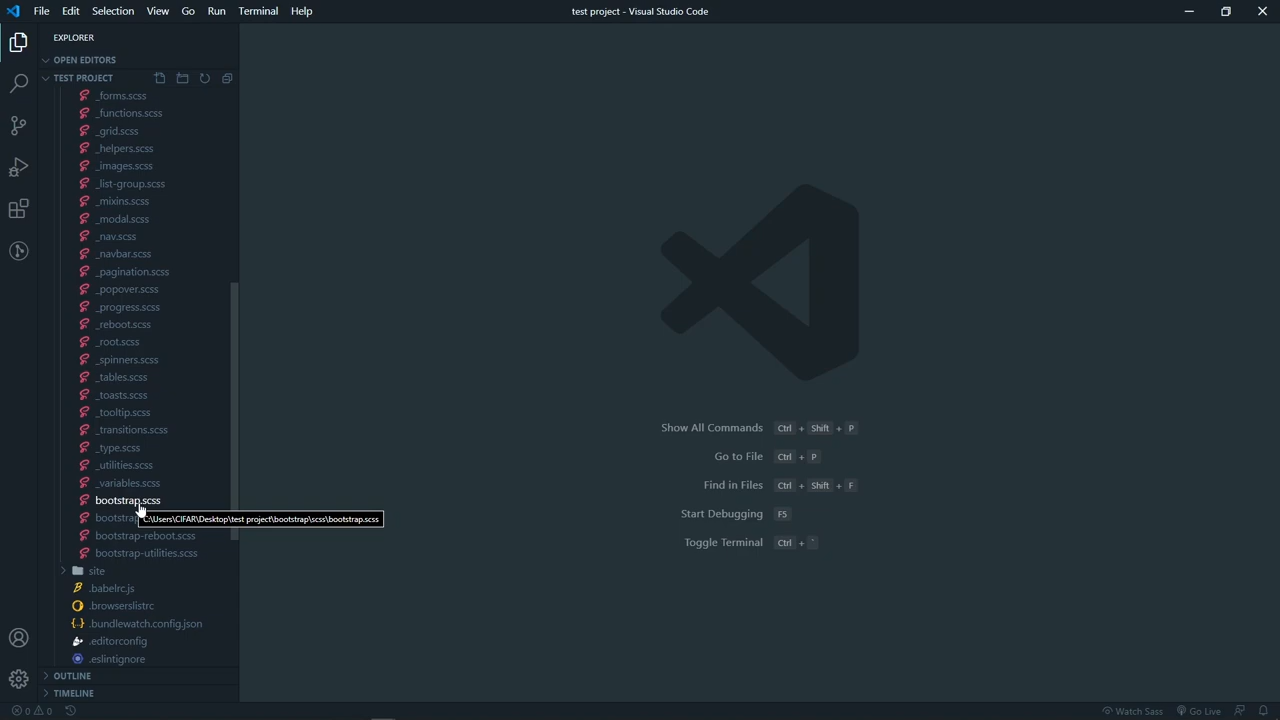 File Edit Selection View Go Run Terminal Help
test project - Visual Studio Code
EXPLORER
OPEN EDITORS
TEST PROJECT
_forms.scss
_functions.scss
_grid.scss
_helpers.scss
_images.scss
_list-group.scss
_mixins.scss
_modal.scss
_nav.scss
_navbar.scss
_pagination.scss
_popover.scss
_progress.scss
_reboot.scss
_root.scss
_spinners.scss
_tables.scss
_toasts.scss
_tooltip.scss
_transitions.scss
_type.scss
_utilities.scss
_variables.scss
bootstrap.scss
bootstrap
C:\Users\CIFAR\Desktop\test project\bootstrap\scss\bootstrap.scss
bootstrap-reboot.scss
bootstrap-utilities.scss
site
.babelrc.js
.browserslistrc
.bundlewatch.config.json
.editorconfig
.eslintignore
OUTLINE
TIMELINE
Show All Commands Ctrl + Shift + P
Go to File Ctrl + P
Find in Files Ctrl + Shift + F
Start Debugging F5
Toggle Terminal Ctrl + `
0 0
Watch Sass Go Live